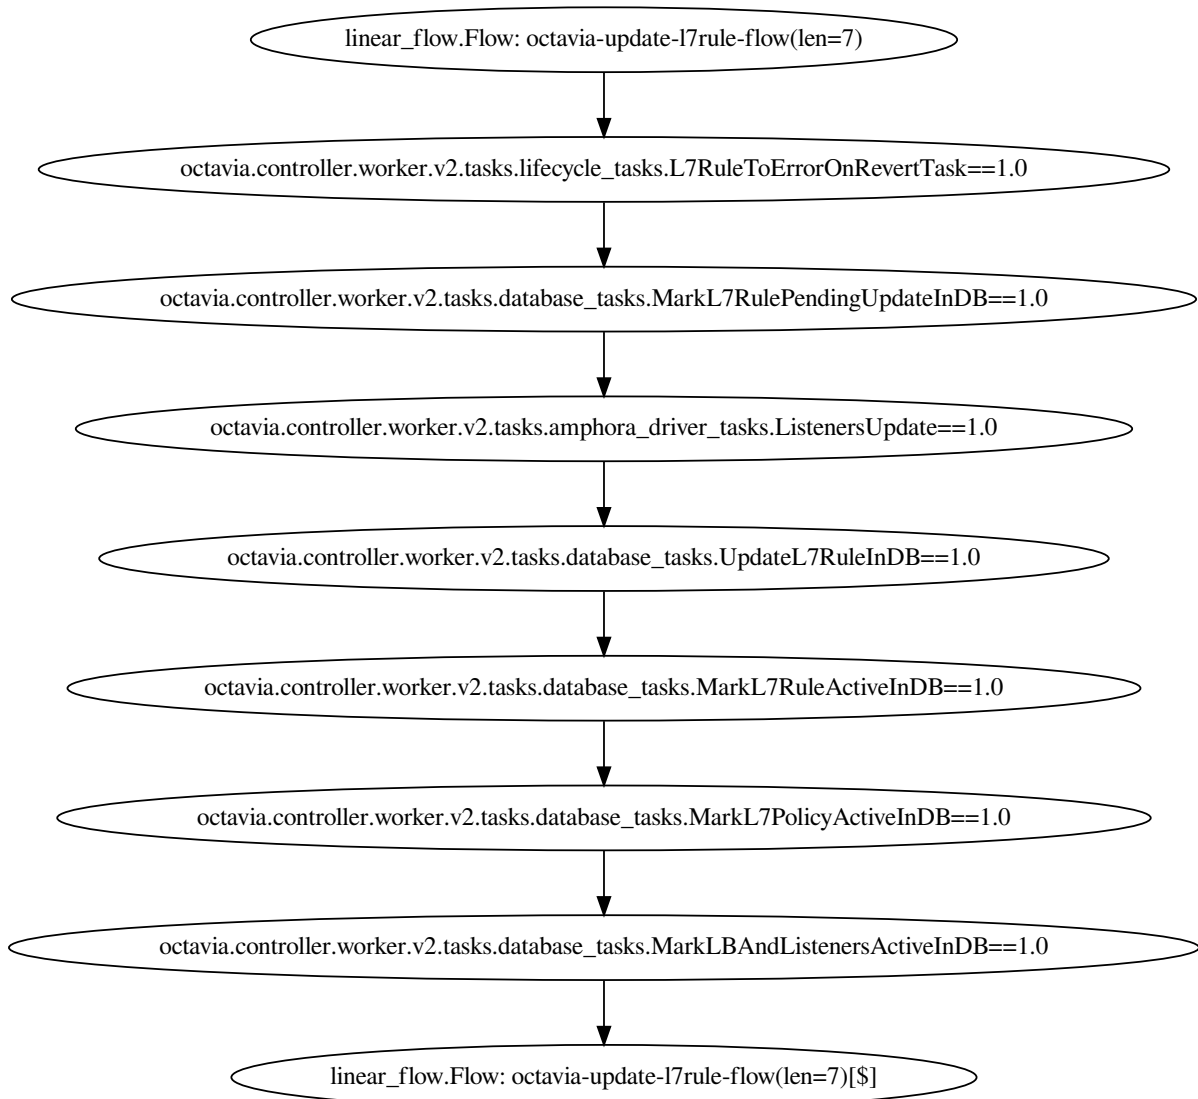 linear_flow.Flow: octavia-update-l7rule-flow(len=7)
octavia.controller.worker.v2.tasks.lifecycle_tasks.L7RuleToErrorOnRevertTask==1.0
octavia.controller.worker.v2.tasks.database_tasks.MarkL7RulePendingUpdateInDB==1.0
octavia.controller.worker.v2.tasks.amphora_driver_tasks.ListenersUpdate==1.0
octavia.controller.worker.v2.tasks.database_tasks.UpdateL7RuleInDB==1.0
octavia.controller.worker.v2.tasks.database_tasks.MarkL7RuleActiveInDB==1.0
octavia.controller.worker.v2.tasks.database_tasks.MarkL7PolicyActiveInDB==1.0
octavia.controller.worker.v2.tasks.database_tasks.MarkLBAndListenersActiveInDB==1.0
linear_flow.Flow: octavia-update-l7rule-flow(len=7)[$]